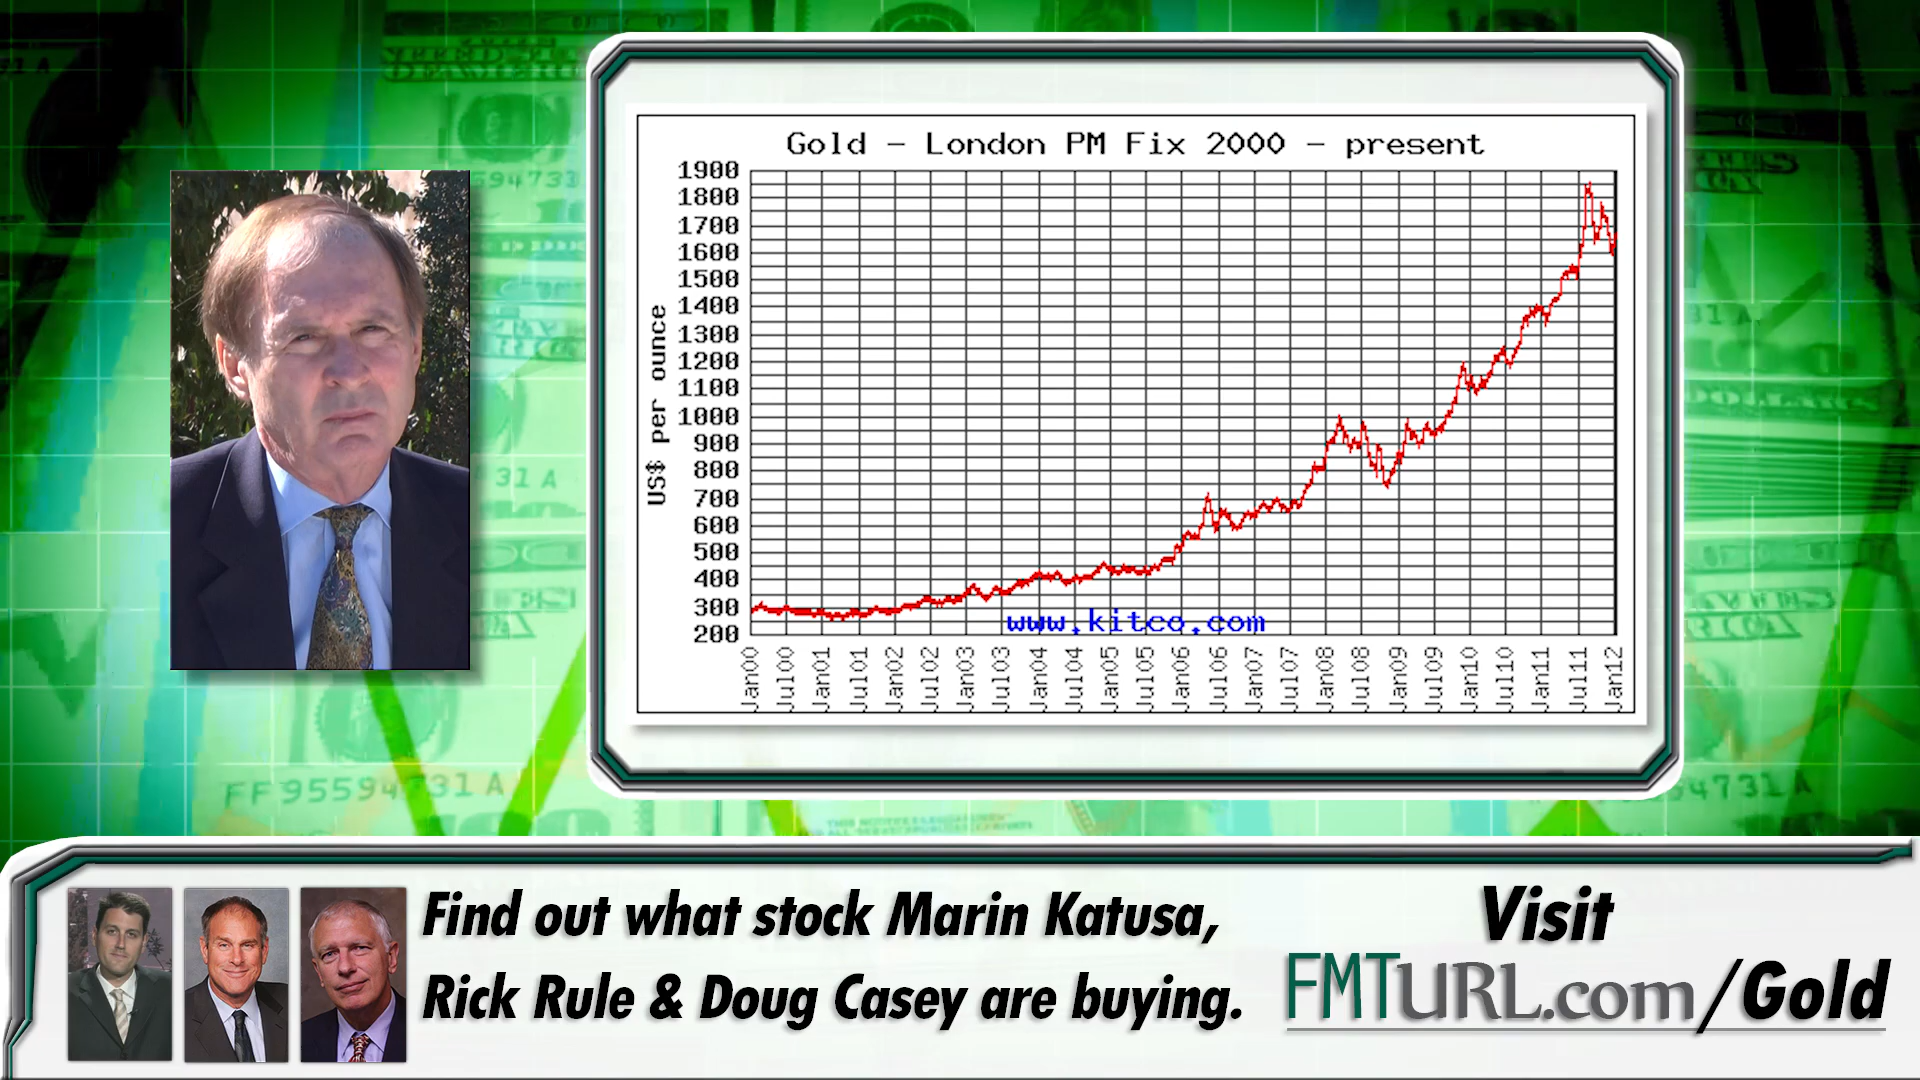 Gold - London PM Fix 2000 - present
1900
1800
1700
1600
1500
1400
1300
1200
1100
1000
900
800
700
600
500
400
300
200
US$ per ounce
www.kitco.com
Jan00 Jul00 Jan01 Jul01 Jan02 Jul02 Jan03 Jul03 Jan04 Jul04 Jan05 Jul05 Jan06 Jul06 Jan07 Jul07 Jan08 Jul08 Jan09 Jul09 Jan10 Jul10 Jan11 Jul11 Jan12
FF95594731A
Find out what stock Marin Katusa,
Rick Rule & Doug Casey are buying.
Visit
FMTURL.com/Gold